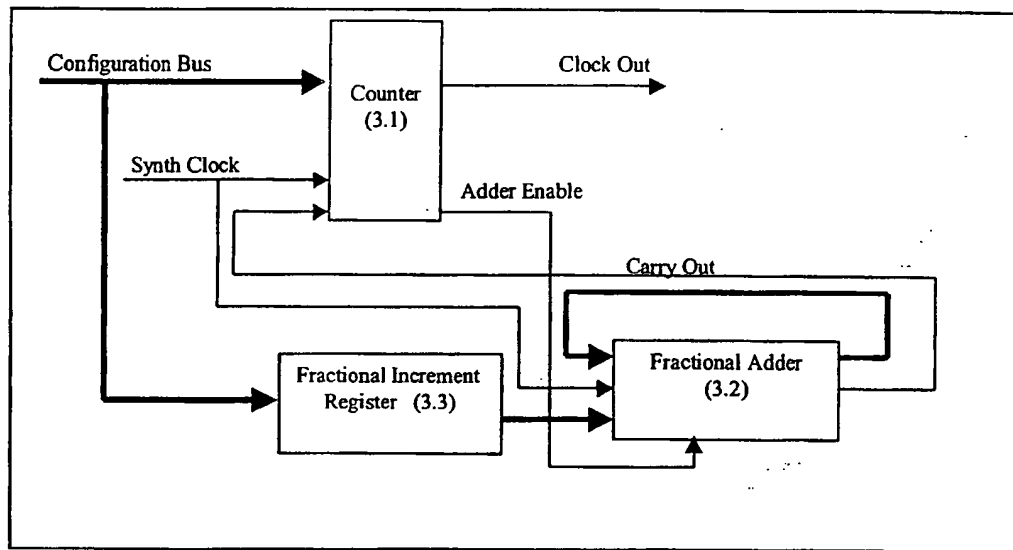 Configuration Bus
Clock Out
Counter
(3.1)
Synth Clock
Adder Enable
Carry Out
Fractional Increment
Register (3.3)
Fractional Adder
(3.2)